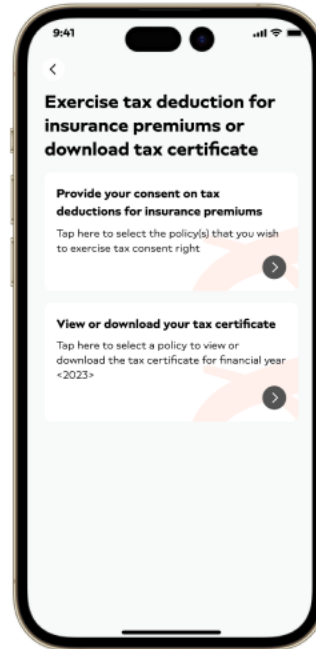 9:41
Exercise tax deduction for
insurance premiums or
download tax certificate
Provide your consent on tax
deductions for insurance premiums
Tap here to select the policy(s) that you wish
to exercise tax consent right
View or download your tax certificate
Tap here to select a policy to view or
download the tax certificate for financial year
<2023>